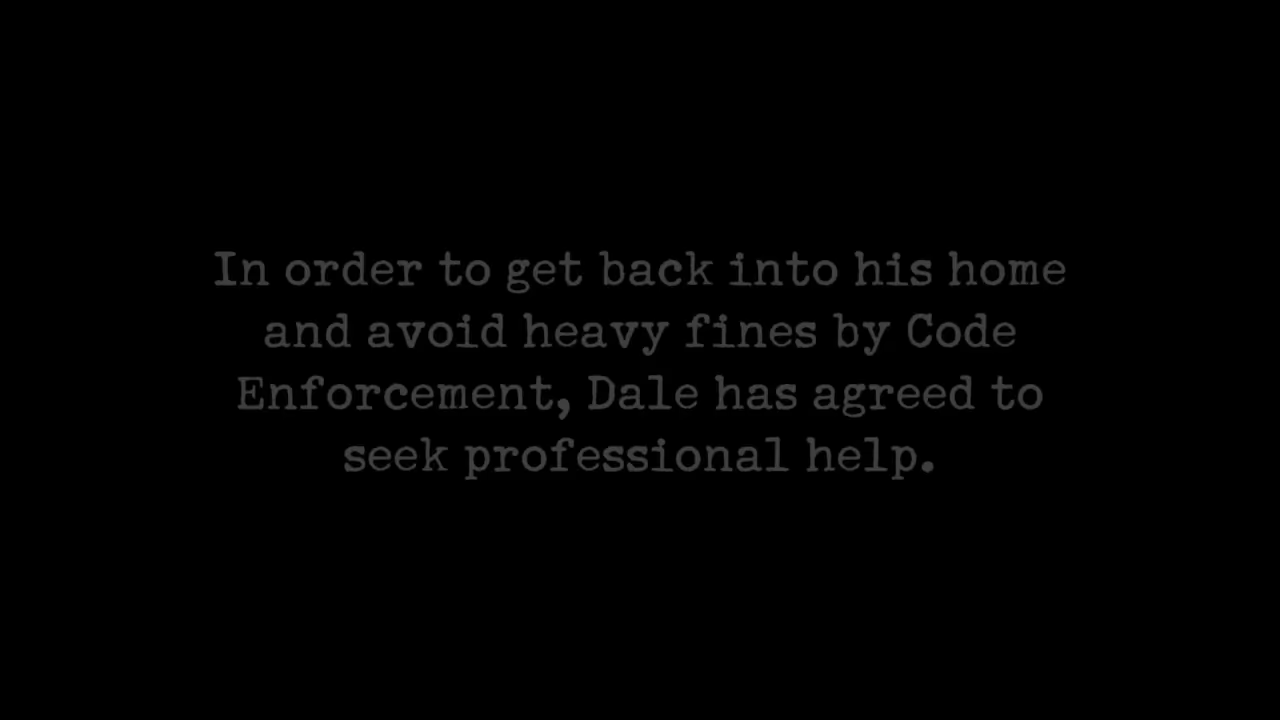 In order to get back into his home
and avoid heavy fines by Code
Enforcement, Dale has agreed to
seek professional help.